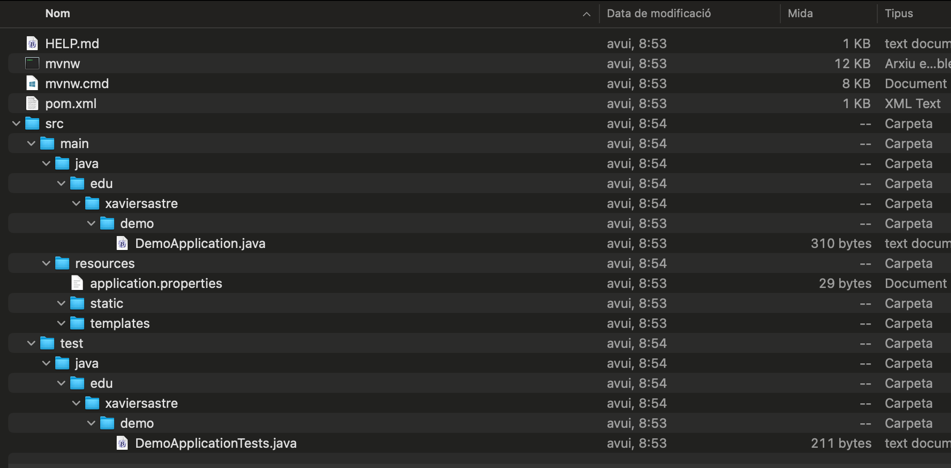 Nom Data de modificació Mida Tipus
HELP.md avui, 8:53 1 KB text docum
mvnw avui, 8:53 12 KB Arxiu e...ble
mvnw.cmd avui, 8:53 8 KB Document
pom.xml avui, 8:53 1 KB XML Text
src avui, 8:54 -- Carpeta
main avui, 8:54 -- Carpeta
java avui, 8:54 -- Carpeta
edu avui, 8:54 -- Carpeta
xaviersastre avui, 8:54 -- Carpeta
demo avui, 8:53 -- Carpeta
DemoApplication.java avui, 8:53 310 bytes text docum
resources avui, 8:54 -- Carpeta
application.properties avui, 8:53 29 bytes Document
static avui, 8:53 -- Carpeta
templates avui, 8:53 -- Carpeta
test avui, 8:54 -- Carpeta
java avui, 8:54 -- Carpeta
edu avui, 8:54 -- Carpeta
xaviersastre avui, 8:54 -- Carpeta
demo avui, 8:53 -- Carpeta
DemoApplicationTests.java avui, 8:53 211 bytes text docum